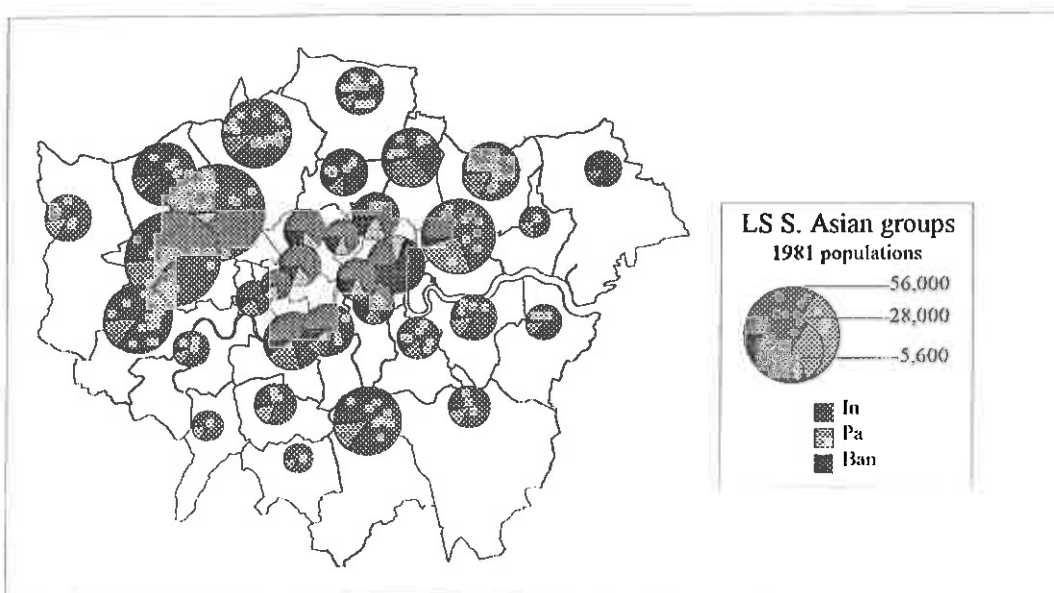 LS S. Asian groups
1981 populations
56,000
28,000
5,600
In
Pa
Ban